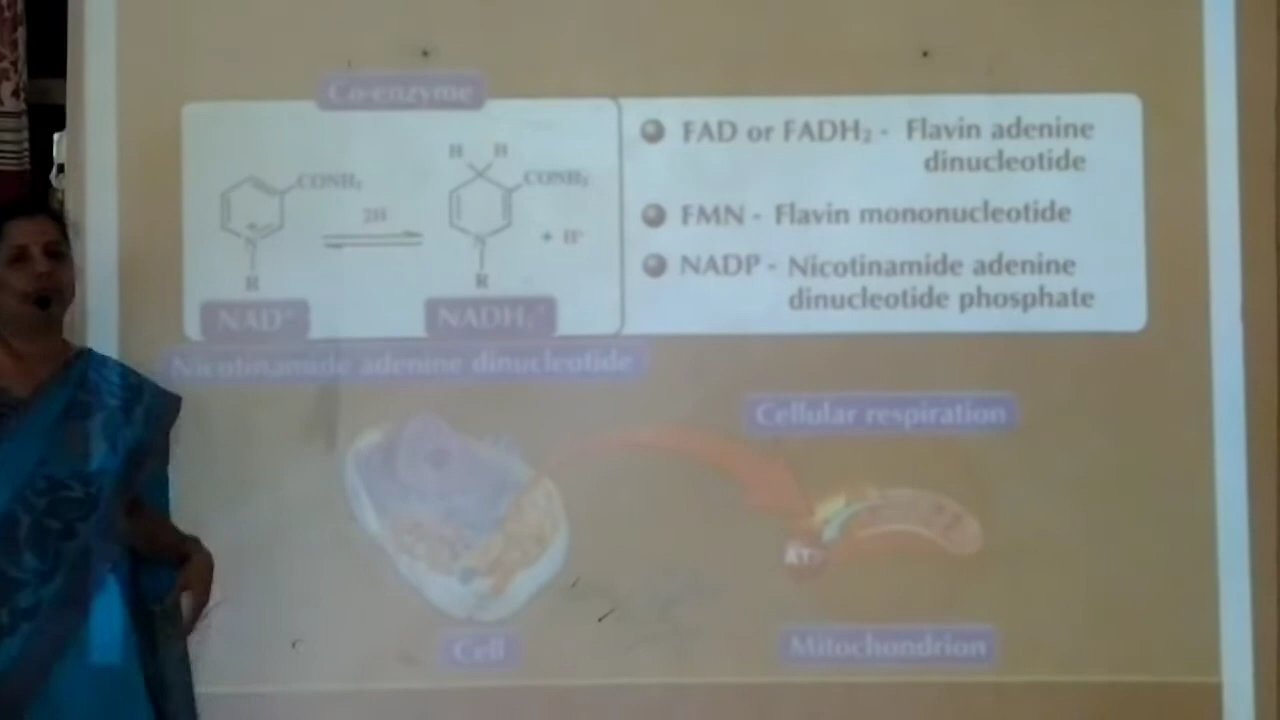 Co-enzyme
CONH₂
2H
N
R
H H
CONH₂
N
R
+ H⁺
NAD⁺
NADH₂⁺
Nicotinamide adenine dinucleotide
FAD or FADH₂ - Flavin adenine
dinucleotide
FMN - Flavin mononucleotide
NADP - Nicotinamide adenine
dinucleotide phosphate
Cellular respiration
Cell
Mitochondrion